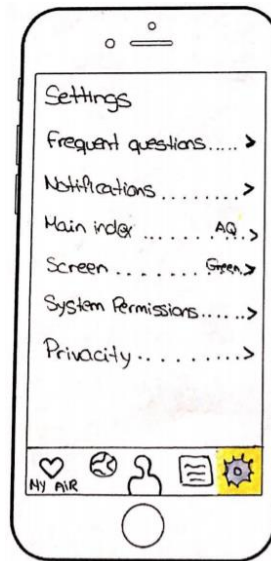 Settings
Frequent questions..... >
Notifications ........ >
Main index ....... AQ >
Screen ........ Green >
System Permissions..... >
Privacity .......... >
MY AIR